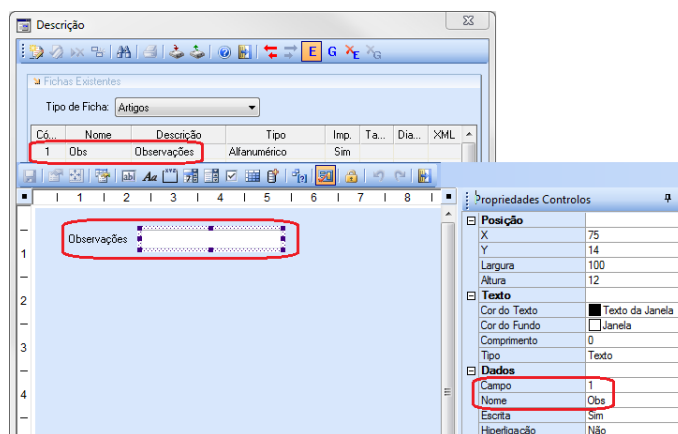 Descrição
E G E G
Fichas Existentes
Tipo de Ficha: Artigos
Có... Nome Descrição Tipo Imp. Ta... Dia... XML
1 Obs Observações Alfanumérico Sim
ab Aa
1 2 3 4 5 6 7 8
Propriedades Controlos
Observações
1
2
3
4
Posição
X 75
Y 14
Largura 100
Altura 12
Texto
Cor do Texto Texto da Janela
Cor do Fundo Janela
Comprimento 0
Tipo Texto
Dados
Campo 1
Nome Obs
Escrita Sim
Hiperligação Não